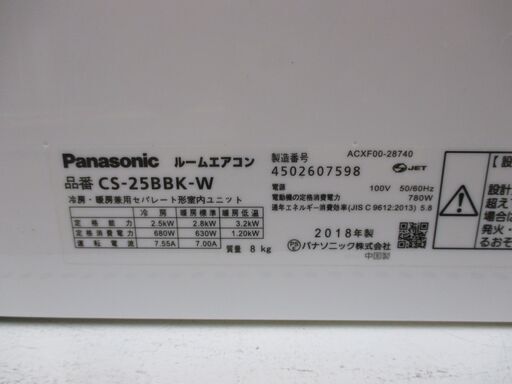 Panasonic ルームエアコン
品番 CS-25BBK-W
冷房・暖房兼用セパレート形室内ユニット
冷房 暖房標準 暖房低温
定格能力 2.5kW 2.8kW 3.2kW
定格消費電力 680W 630W 1.20kW
運転電流 7.55A 7.00A
質量 8 kg
ACXF00-28740
製造番号
4502607598
JET
電源 100V 50/60Hz
電動機の定格消費電力 780W
通年エネルギー消費効率(JIS C 9612:2013) 5.8
2018年製
パナソニック株式会社
中国製
設計
超えて
場合は
発火・
るおそ